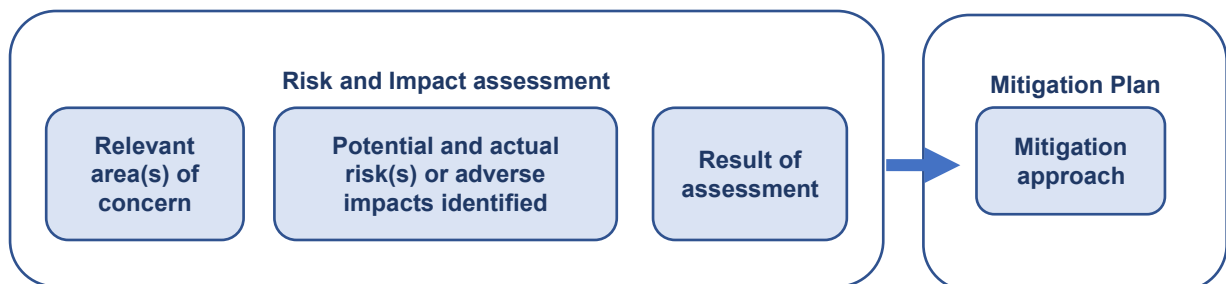 Risk and Impact assessment
Relevant
area(s) of
concern
Potential and actual
risk(s) or adverse
impacts identified
Result of
assessment
Mitigation Plan
Mitigation
approach